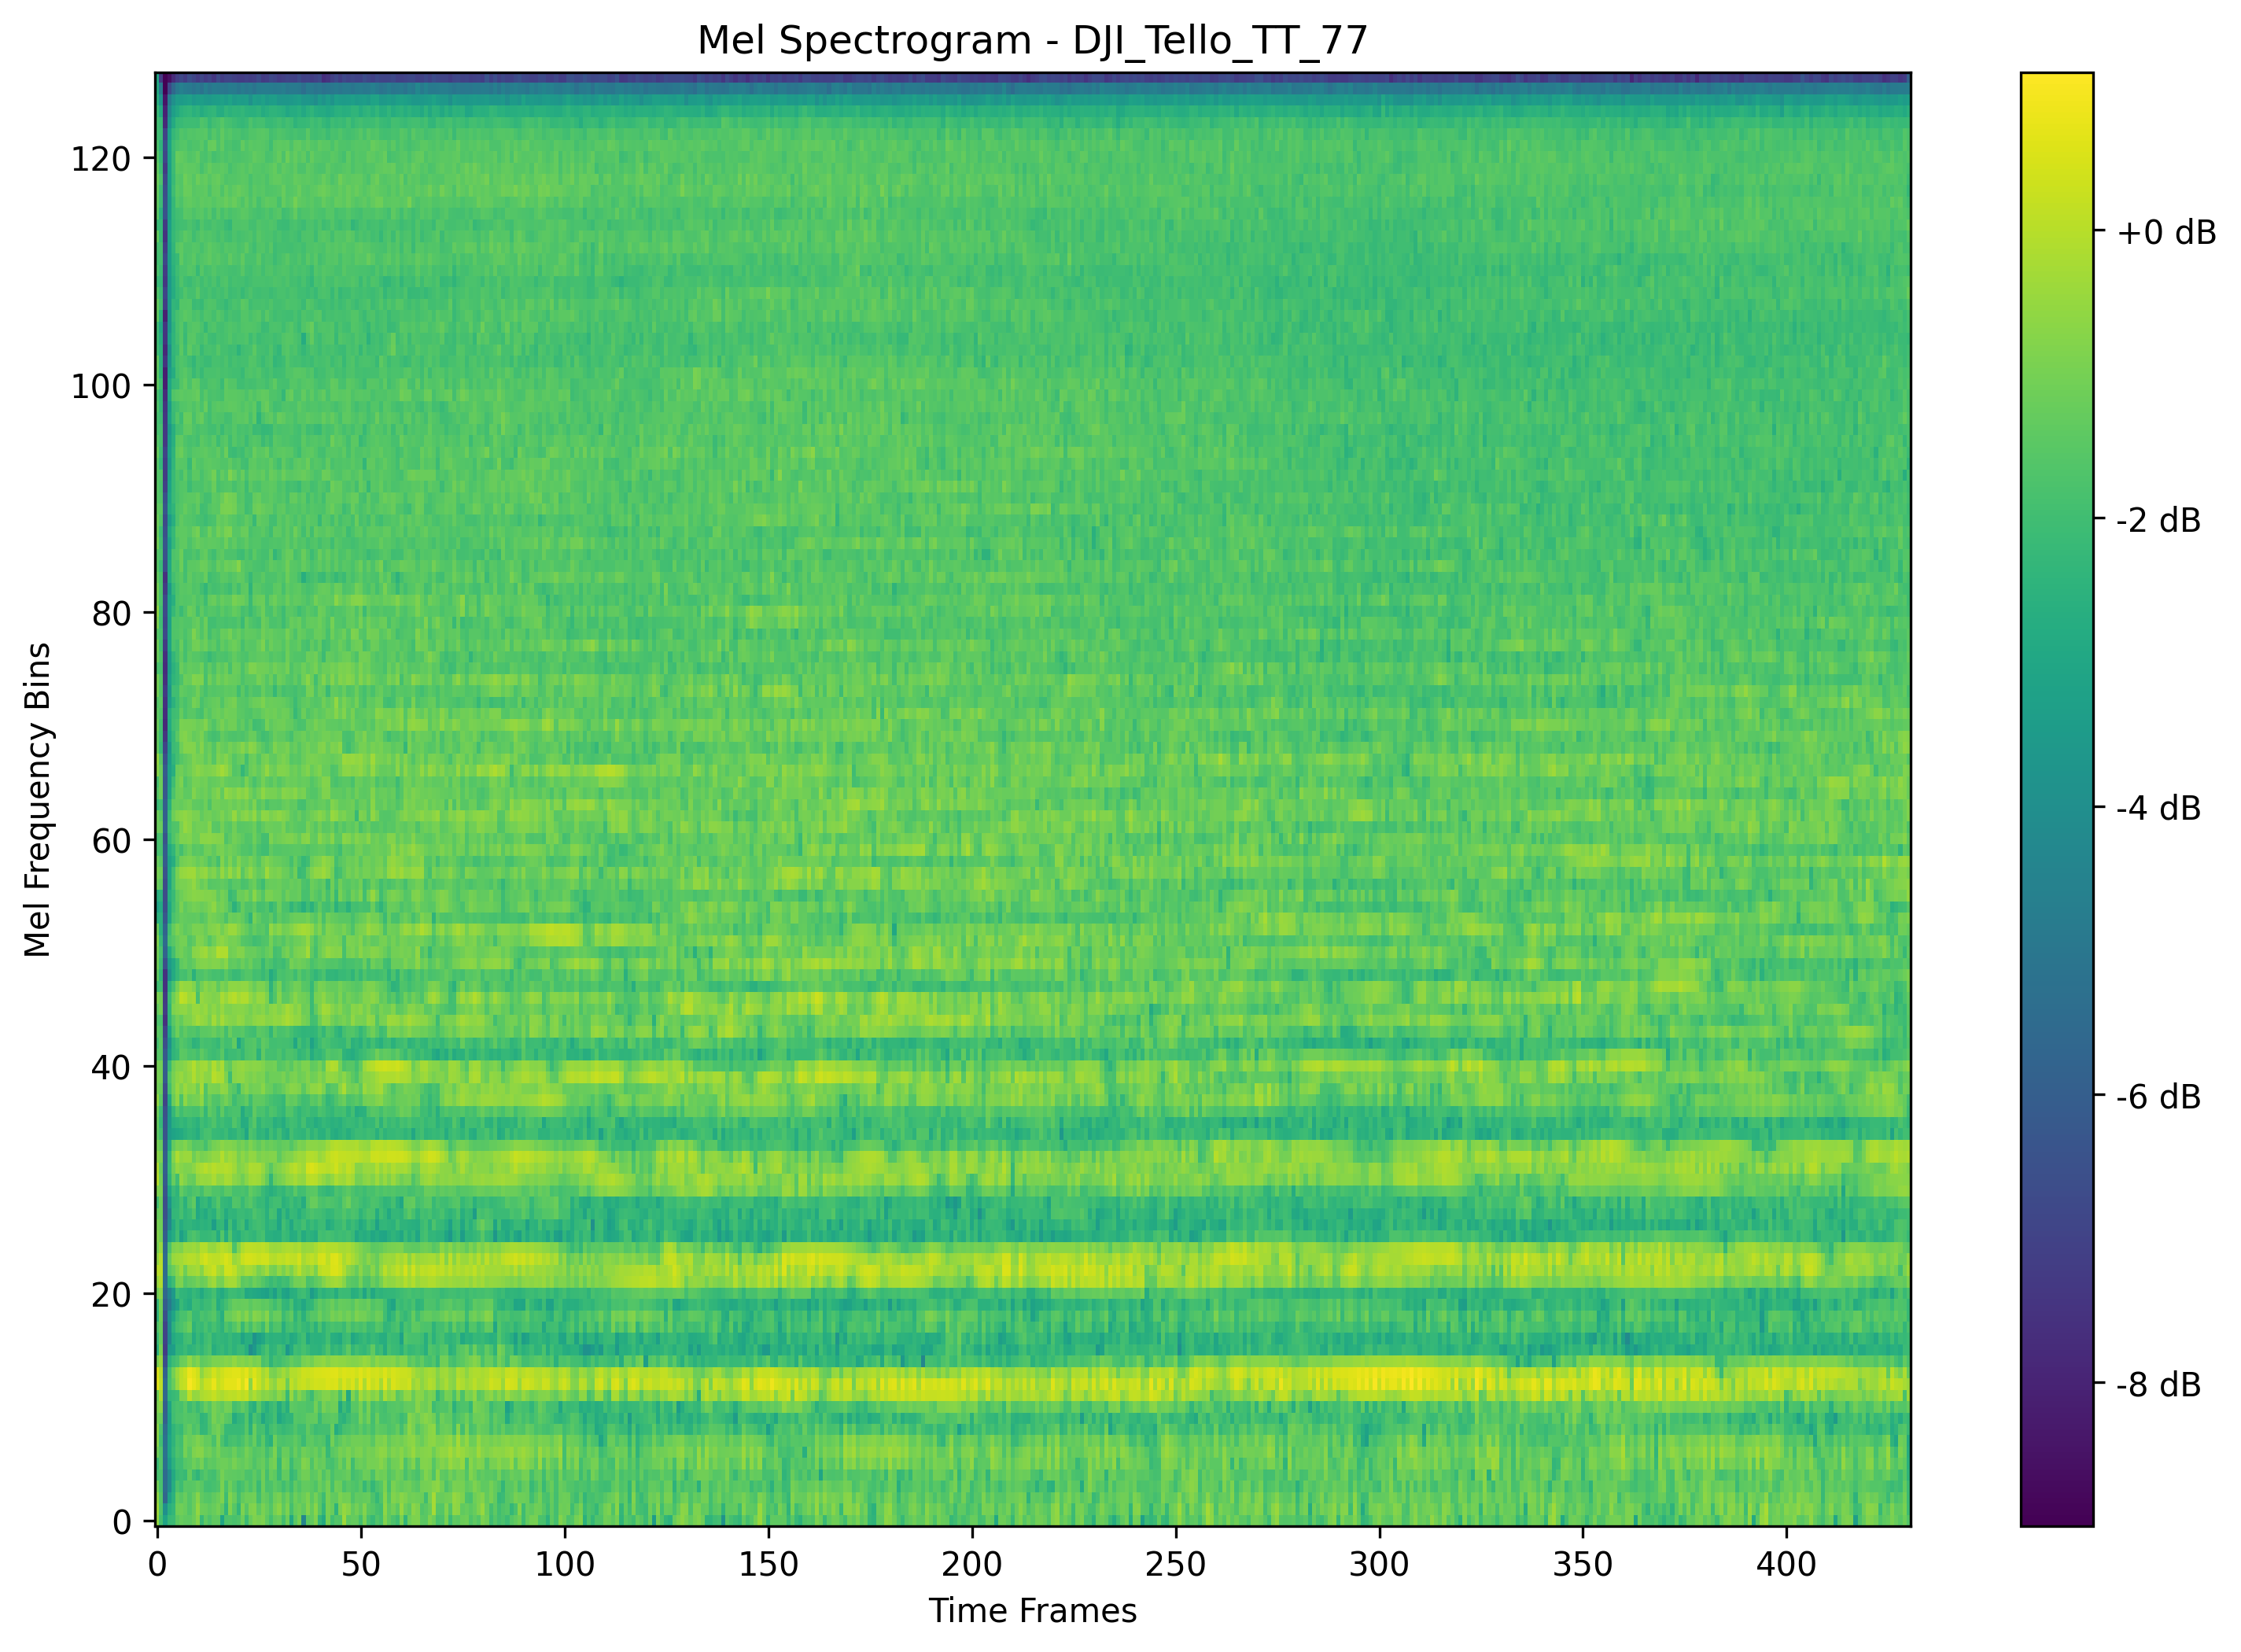 Mel Spectrogram - DJI_Tello_TT_77
120
100
80
60
40
20
0
Mel Frequency Bins
0 50 100 150 200 250 300 350 400
Time Frames
+0 dB
-2 dB
-4 dB
-6 dB
-8 dB